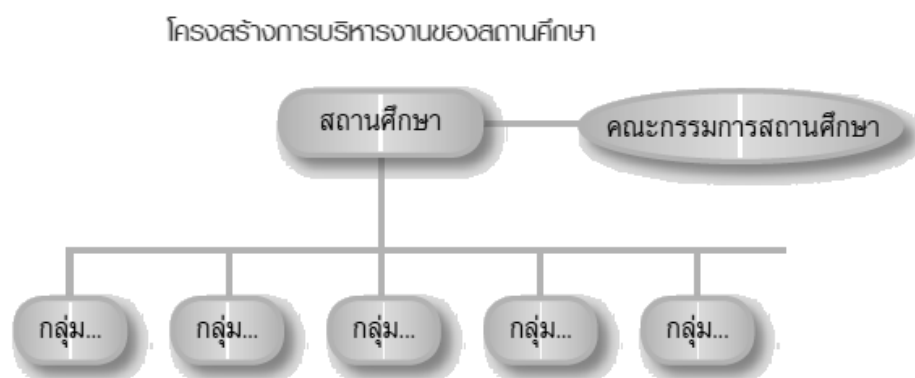 โครงสร้างการบริหารงานของสถานศึกษา
สถานศึกษา
คณะกรรมการสถานศึกษา
กลุ่ม...
กลุ่ม...
กลุ่ม...
กลุ่ม...
กลุ่ม...